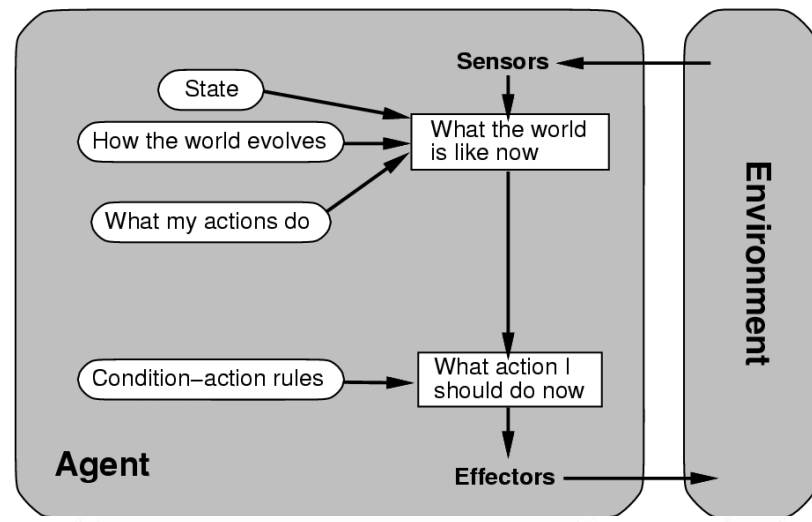 Sensors
State
How the world evolves
What the world
is like now
What my actions do
Environment
Condition–action rules
What action I
should do now
Agent
Effectors